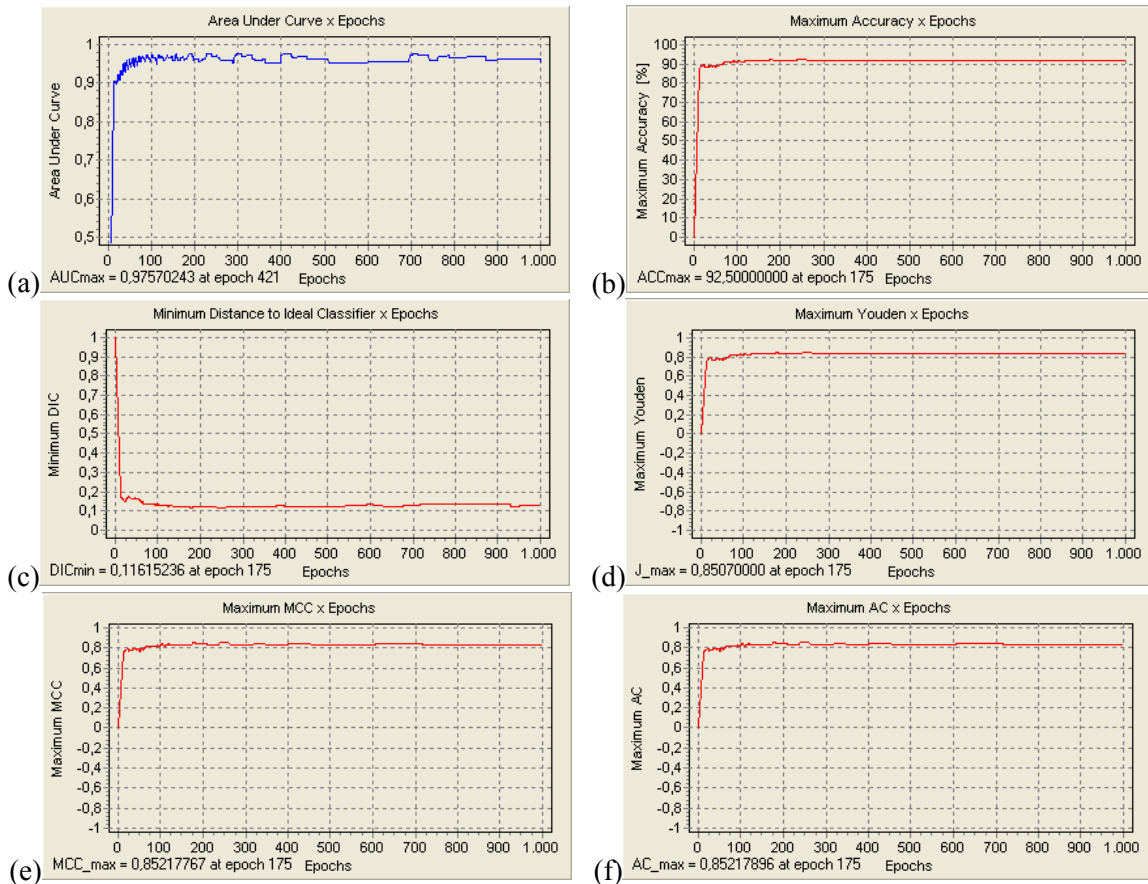 Area Under Curve x Epochs
Area Under Curve
1
0,9
0,8
0,7
0,6
0,5
0 100 200 300 400 500 600 700 800 900 1.000
(a) AUCmax = 0,97570243 at epoch 421 Epochs
Maximum Accuracy x Epochs
Maximum Accuracy [%]
100
90
80
70
60
50
40
30
20
10
0
0 100 200 300 400 500 600 700 800 900 1.000
(b) ACCmax = 92,50000000 at epoch 175 Epochs
Minimum Distance to Ideal Classifier x Epochs
Minimum DIC
1
0,9
0,8
0,7
0,6
0,5
0,4
0,3
0,2
0,1
0
0 100 200 300 400 500 600 700 800 900 1.000
(c) DICmin = 0,11615236 at epoch 175 Epochs
Maximum Youden x Epochs
Maximum Youden
1
0,8
0,6
0,4
0,2
0
-0,2
-0,4
-0,6
-0,8
-1
0 100 200 300 400 500 600 700 800 900 1.000
(d) J_max = 0,85070000 at epoch 175 Epochs
Maximum MCC x Epochs
Maximum MCC
1
0,8
0,6
0,4
0,2
0
-0,2
-0,4
-0,6
-0,8
-1
0 100 200 300 400 500 600 700 800 900 1.000
(e) MCC_max = 0,85217767 at epoch 175 Epochs
Maximum AC x Epochs
Maximum AC
1
0,8
0,6
0,4
0,2
0
-0,2
-0,4
-0,6
-0,8
-1
0 100 200 300 400 500 600 700 800 900 1.000
(f) AC_max = 0,85217896 at epoch 175 Epochs